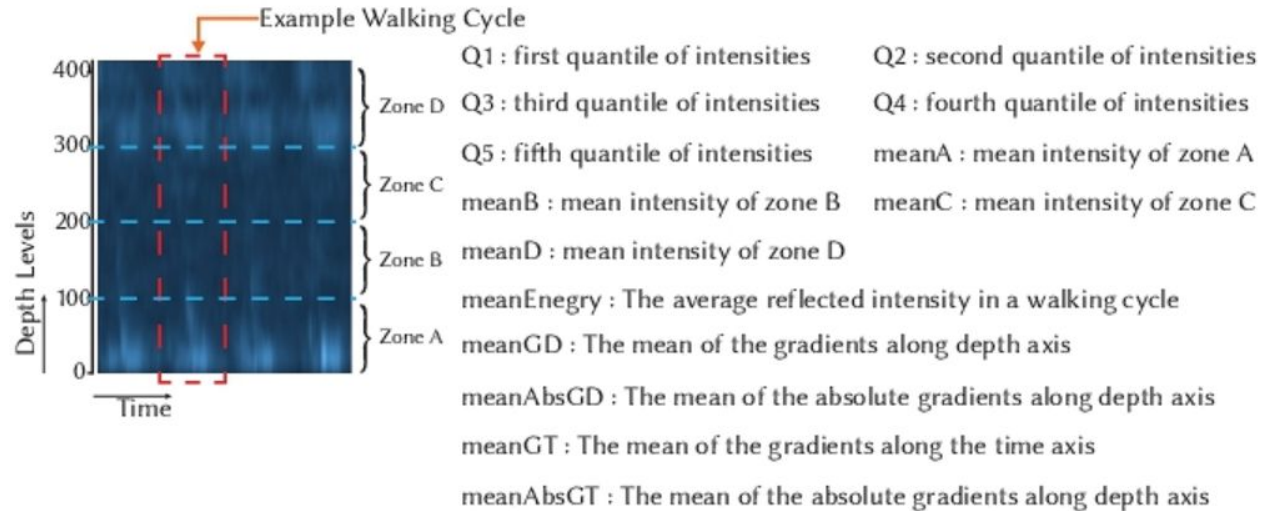 Example Walking Cycle
Q1 : first quantile of intensities
Q2 : second quantile of intensities
Q3 : third quantile of intensities
Q4 : fourth quantile of intensities
Q5 : fifth quantile of intensities
meanA : mean intensity of zone A
meanB : mean intensity of zone B
meanC : mean intensity of zone C
meanD : mean intensity of zone D
meanEnegry : The average reflected intensity in a walking cycle
meanGD : The mean of the gradients along depth axis
meanAbsGD : The mean of the absolute gradients along depth axis
meanGT : The mean of the gradients along the time axis
meanAbsGT : The mean of the absolute gradients along depth axis
400
300
200
100
0
Depth Levels
Time
Zone D
Zone C
Zone B
Zone A